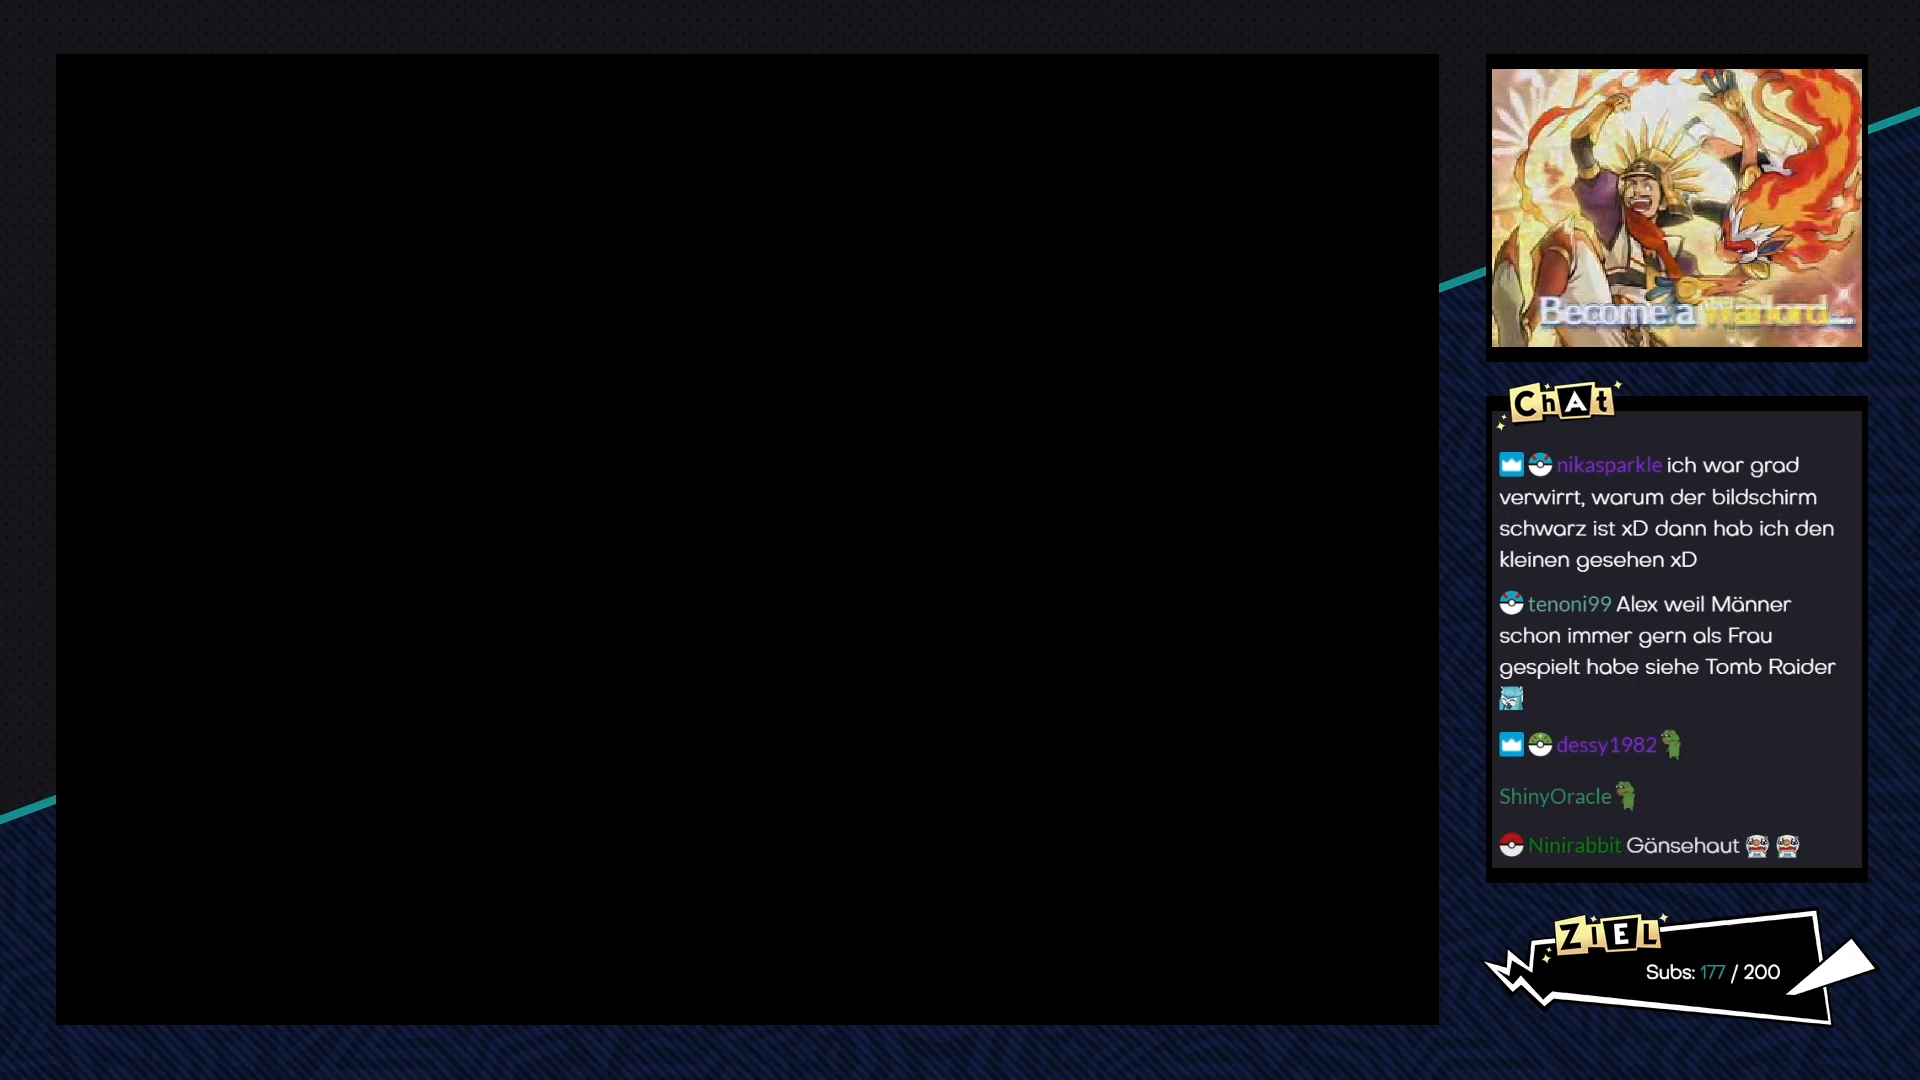 Become a Warlord...
ChAt
nikasparkle ich war grad
verwirrt, warum der bildschirm
schwarz ist xD dann hab ich den
kleinen gesehen xD
tenoni99 Alex weil Männer
schon immer gern als Frau
gespielt habe siehe Tomb Raider
dessy1982
ShinyOracle
Ninirabbit Gänsehaut
ZiEL
Subs: 177 / 200